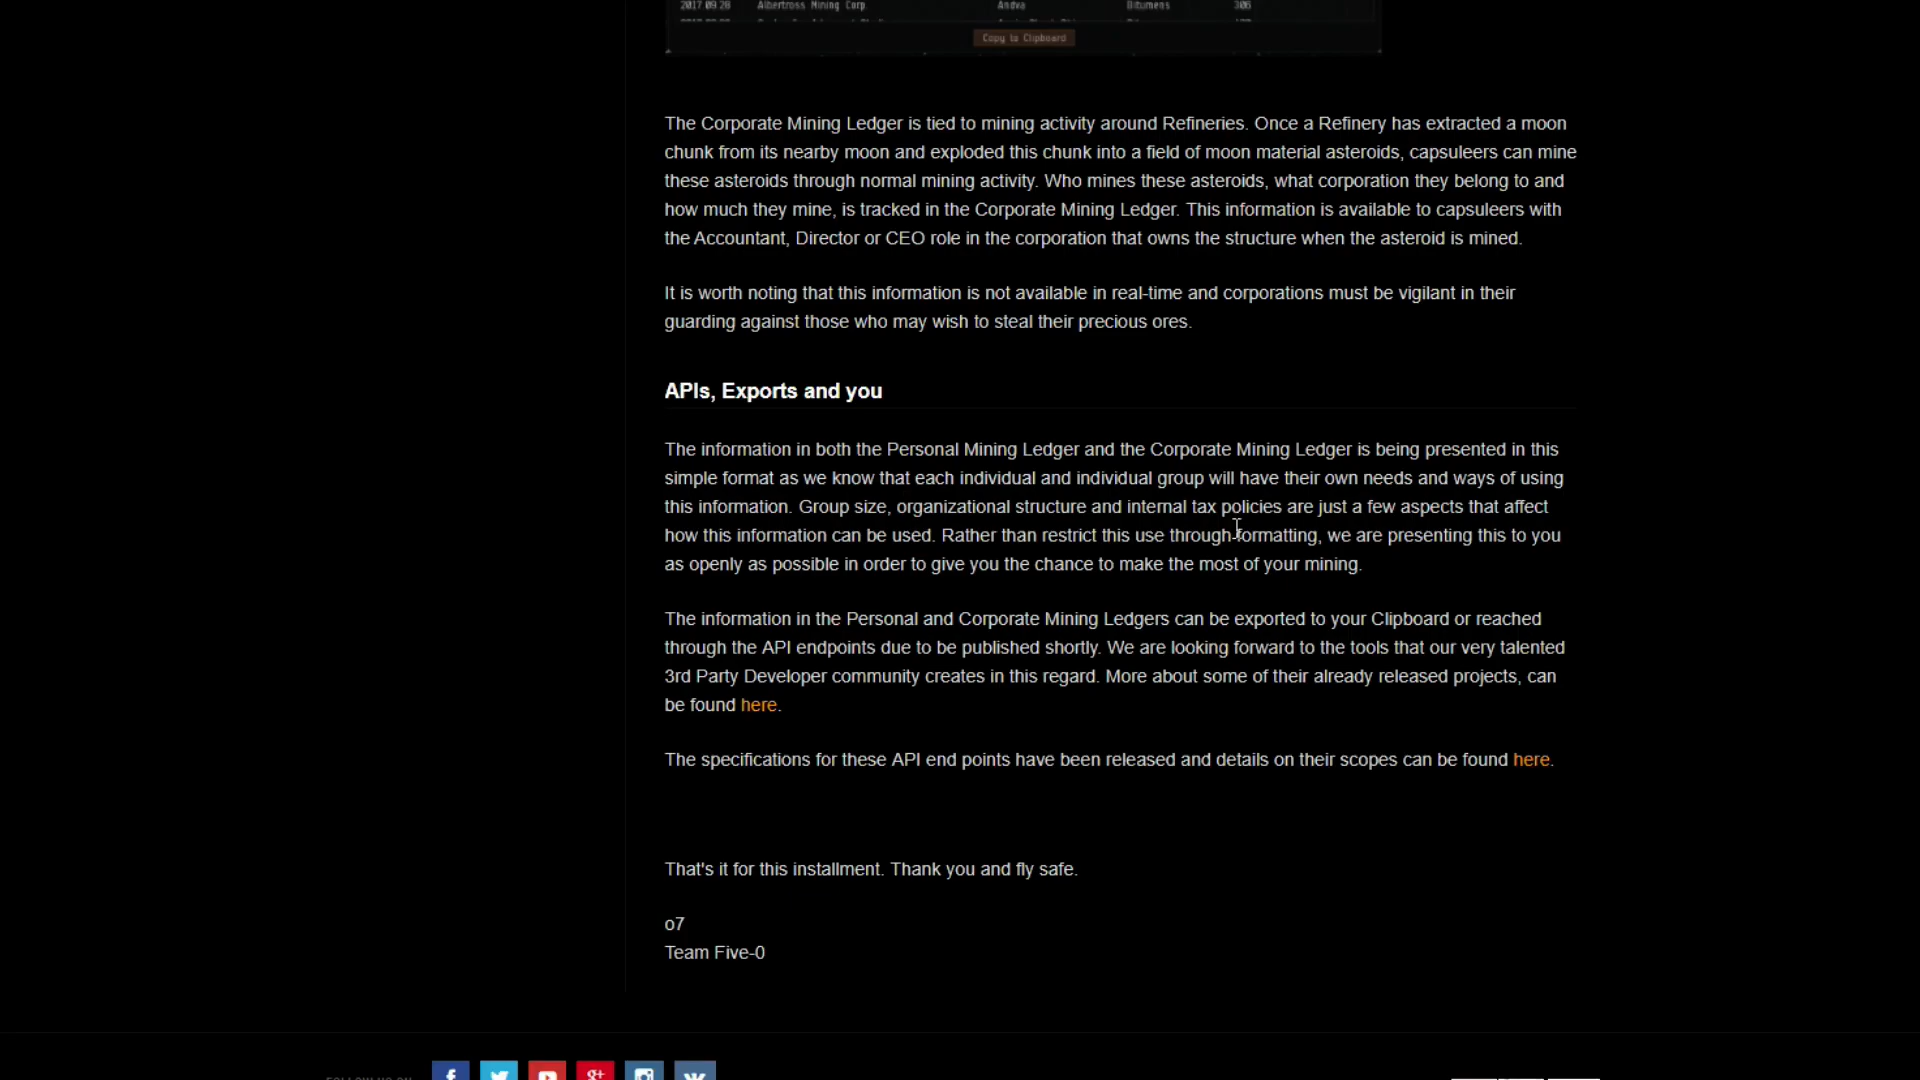 2017 09 28 Albertross Mining Corp. Andva Bitumens 306
Copy to Clipboard
The Corporate Mining Ledger is tied to mining activity around Refineries. Once a Refinery has extracted a moon
chunk from its nearby moon and exploded this chunk into a field of moon material asteroids, capsuleers can mine
these asteroids through normal mining activity. Who mines these asteroids, what corporation they belong to and
how much they mine, is tracked in the Corporate Mining Ledger. This information is available to capsuleers with
the Accountant, Director or CEO role in the corporation that owns the structure when the asteroid is mined.
It is worth noting that this information is not available in real-time and corporations must be vigilant in their
guarding against those who may wish to steal their precious ores.
APIs, Exports and you
The information in both the Personal Mining Ledger and the Corporate Mining Ledger is being presented in this
simple format as we know that each individual and individual group will have their own needs and ways of using
this information. Group size, organizational structure and internal tax policies are just a few aspects that affect
how this information can be used. Rather than restrict this use through formatting, we are presenting this to you
as openly as possible in order to give you the chance to make the most of your mining.
The information in the Personal and Corporate Mining Ledgers can be exported to your Clipboard or reached
through the API endpoints due to be published shortly. We are looking forward to the tools that our very talented
3rd Party Developer community creates in this regard. More about some of their already released projects, can
be found here.
The specifications for these API end points have been released and details on their scopes can be found here.
That's it for this installment. Thank you and fly safe.
o7
Team Five-0